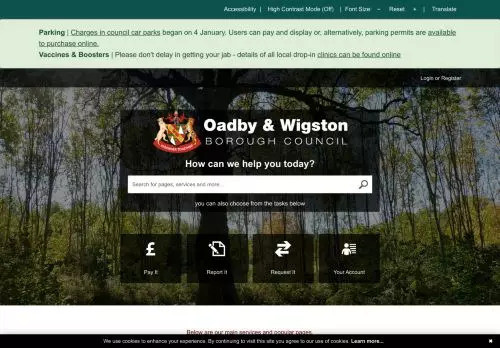 Accessibility | High Contrast Mode (Off) | Font Size: − Reset + | Translate
Parking | Charges in council car parks began on 4 January. Users can pay and display or, alternatively, parking permits are available
to purchase online.
Vaccines & Boosters | Please don't delay in getting your jab - details of all local drop-in clinics can be found online
Login or Register
Oadby & Wigston
BOROUGH COUNCIL
How can we help you today?
Search for pages, services and more...
you can also choose from the tasks below
£
Pay It Report It Request It Your Account
Below are our main services and popular pages.
We use cookies to enhance your experience. By continuing to visit this site you agree to our use of cookies. Learn more... ✖